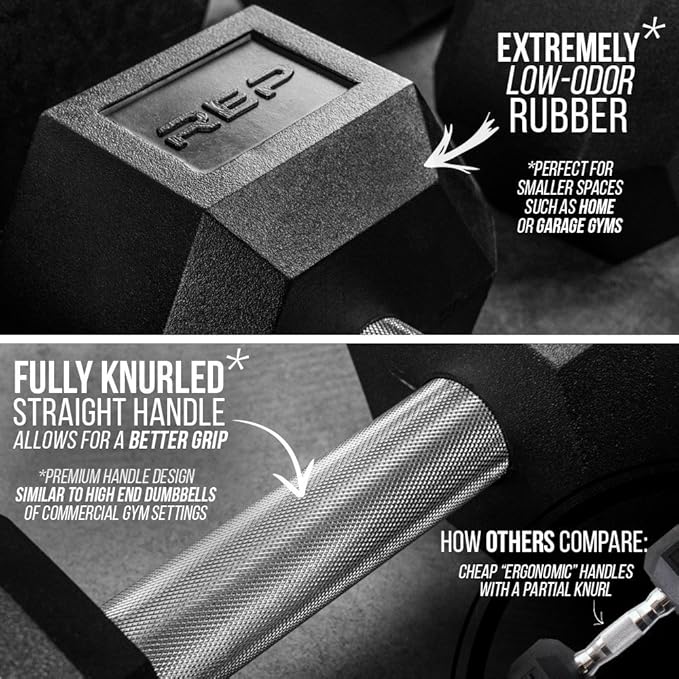 REP
EXTREMELY*
LOW-ODOR
RUBBER
*PERFECT FOR
SMALLER SPACES
SUCH AS HOME
OR GARAGE GYMS
FULLY KNURLED*
STRAIGHT HANDLE
ALLOWS FOR A BETTER GRIP
*PREMIUM HANDLE DESIGN
SIMILAR TO HIGH END DUMBBELLS
OF COMMERCIAL GYM SETTINGS
HOW OTHERS COMPARE:
CHEAP “ERGONOMIC” HANDLES
WITH A PARTIAL KNURL